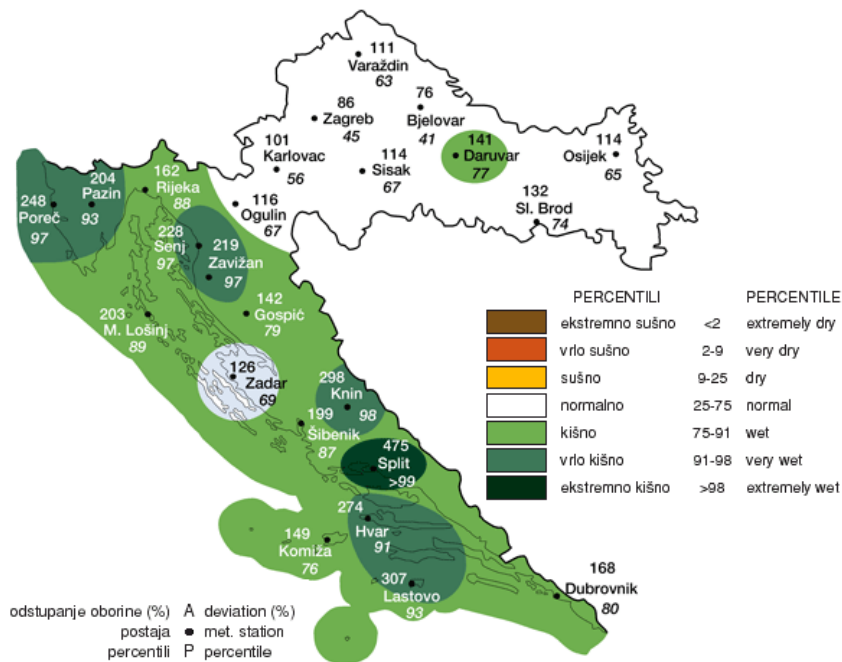 111
Varaždin
63
86
Zagreb
45
76
Bjelovar
41
101
Karlovac
56
114
Sisak
67
141
Daruvar
77
114
Osijek
65
132
Sl. Brod
74
116
Ogulin
67
162
Rijeka
88
204
Pazin
93
248
Poreč
97
228
Senj
97
219
Zavižan
97
142
Gospić
79
203
M. Lošinj
89
126
Zadar
69
298
Knin
98
199
Šibenik
87
475
Split
>99
274
Hvar
91
149
Komiža
76
307
Lastovo
93
168
Dubrovnik
80
PERCENTILI PERCENTILE
ekstremno sušno <2 extremely dry
vrlo sušno 2-9 very dry
sušno 9-25 dry
normalno 25-75 normal
kišno 75-91 wet
vrlo kišno 91-98 very wet
ekstremno kišno >98 extremely wet
odstupanje oborine (%) A deviation (%)
postaja met. station
percentili P percentile